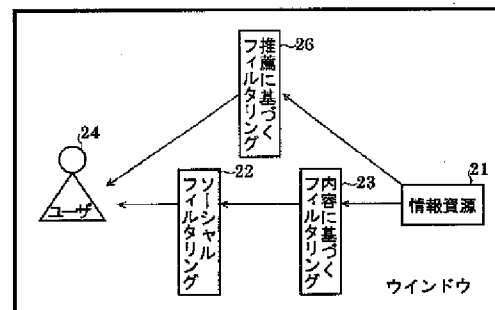 推薦に基づく
フィルタリング
26
24
ユーザ
22
ソーシャル
フィルタリング
23
内容に基づく
フィルタリング
21
情報資源
ウインドウ